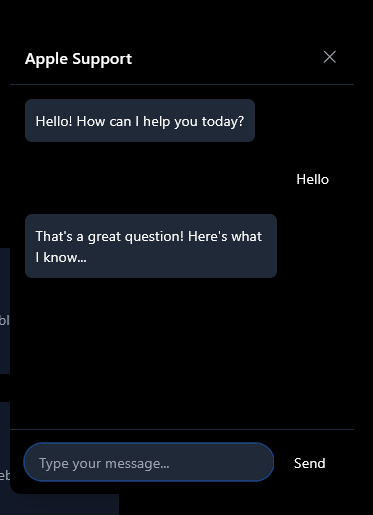 Apple Support
Hello! How can I help you today?
Hello
That's a great question! Here's what
I know...
bl
eb
Type your message...
Send